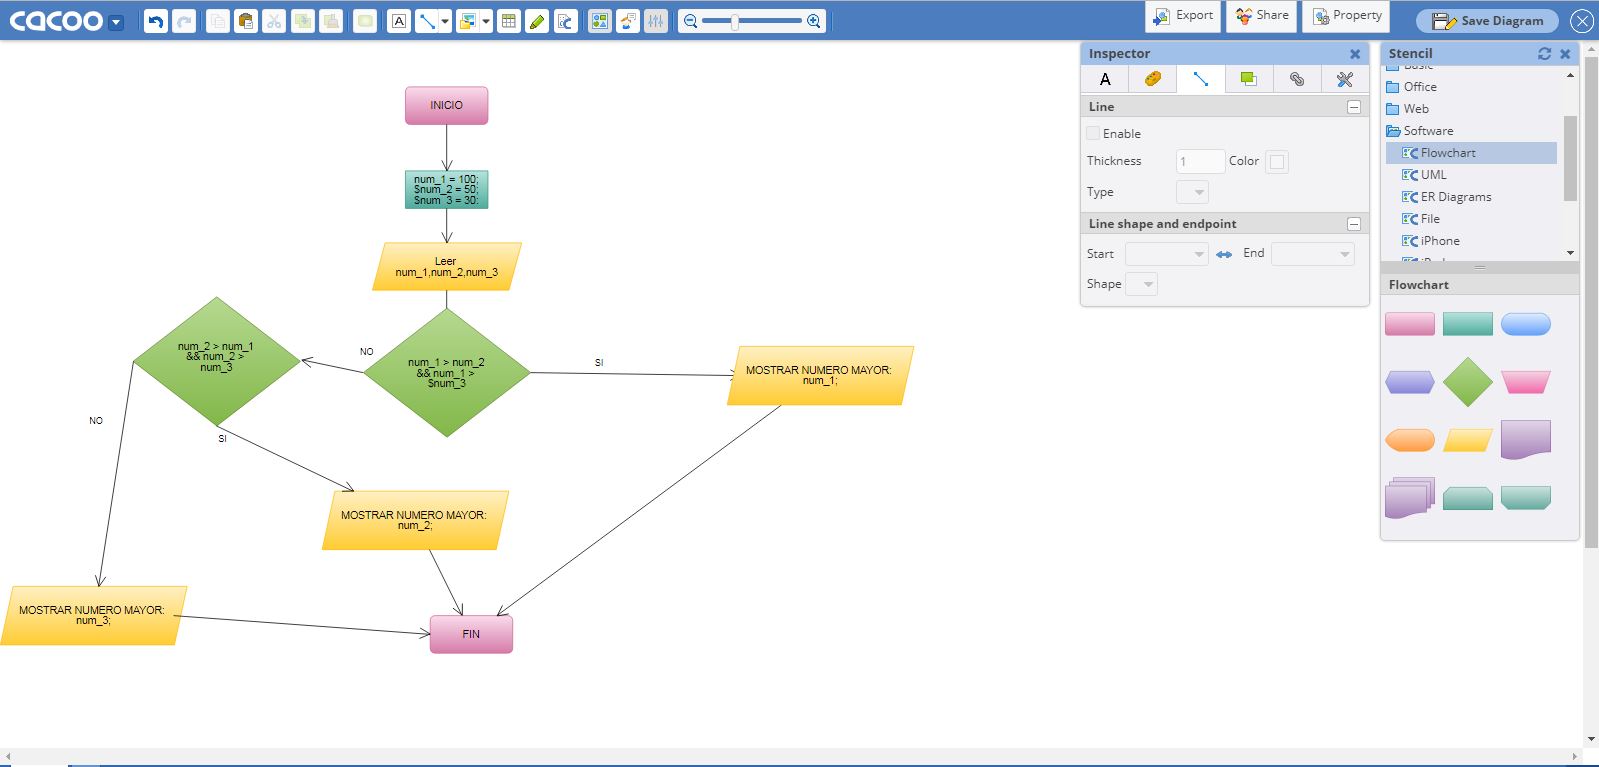 cacoo
Export
Share
Property
Save Diagram
Inspector
A
Line
Enable
Thickness
1
Color
Type
Line shape and endpoint
Start
End
Shape
Stencil
Basic
Office
Web
Software
Flowchart
UML
ER Diagrams
File
iPhone
Flowchart
INICIO
num_1 = 100;
$num_2 = 50;
$num_3 = 30;
Leer
num_1,num_2,num_3
num_2 > num_1
&& num_2 >
num_3
NO
num_1 > num_2
&& num_1 >
$num_3
SI
MOSTRAR NUMERO MAYOR:
num_1;
NO
SI
MOSTRAR NUMERO MAYOR:
num_2;
MOSTRAR NUMERO MAYOR:
num_3;
FIN